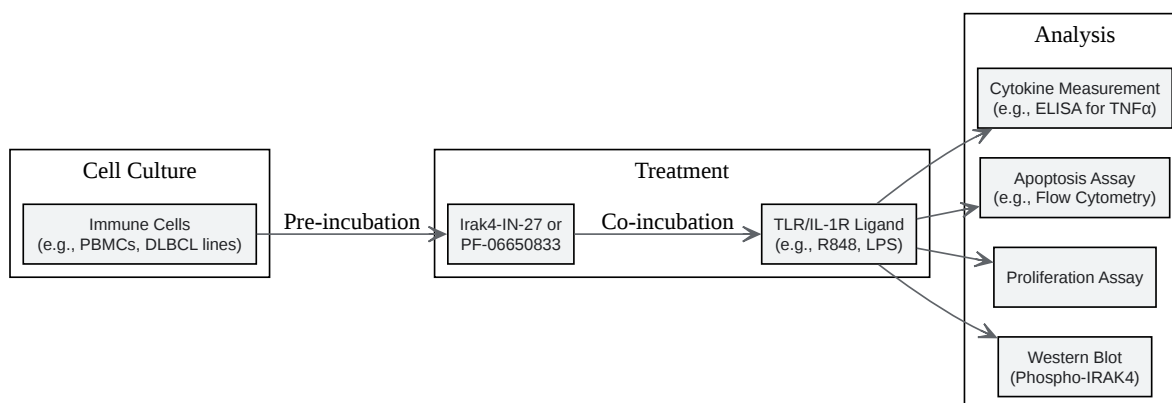 Cell Culture
Immune Cells
(e.g., PBMCs, DLBCL lines)
Pre-incubation
Treatment
Irak4-IN-27 or
PF-06650833
Co-incubation
TLR/IL-1R Ligand
(e.g., R848, LPS)
Analysis
Cytokine Measurement
(e.g., ELISA for TNFα)
Apoptosis Assay
(e.g., Flow Cytometry)
Proliferation Assay
Western Blot
(Phospho-IRAK4)